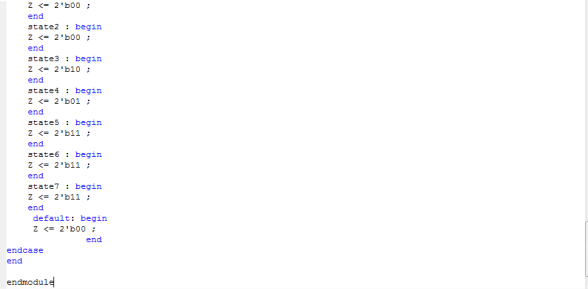 Z <= 2'b00 ;
end
state2 : begin
Z <= 2'b00 ;
end
state3 : begin
Z <= 2'b10 ;
end
state4 : begin
Z <= 2'b01 ;
end
state5 : begin
Z <= 2'b11 ;
end
state6 : begin
Z <= 2'b11 ;
end
state7 : begin
Z <= 2'b11 ;
end
default: begin
Z <= 2'b00 ;
end
endcase
end
endmodule